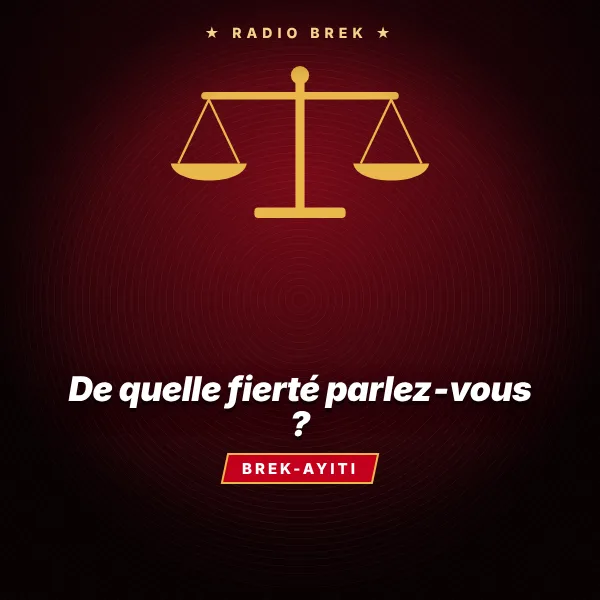 ★ RADIO BREK ★
De quelle fierté parlez-vous
?
BREK-AYITI